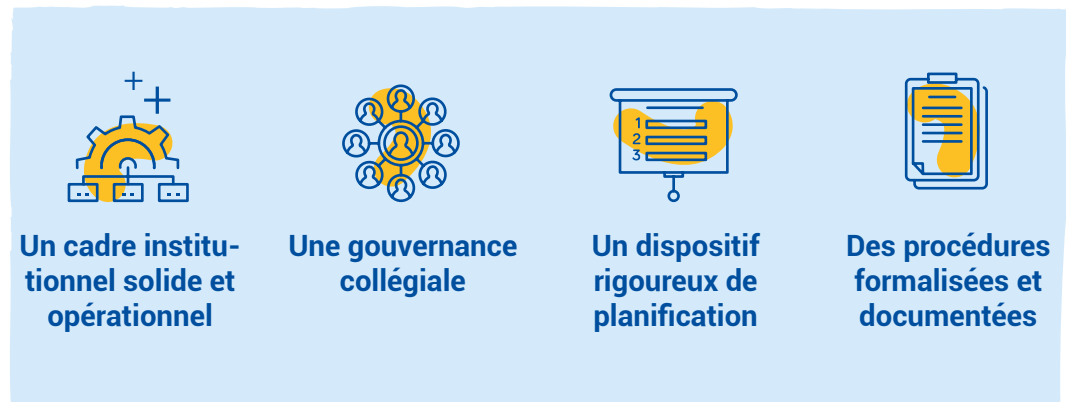 Un cadre institu-
tionnel solide et
opérationnel
Une gouvernance
collégiale
1
2
3
Un dispositif
rigoureux de
planification
Des procédures
formalisées et
documentées